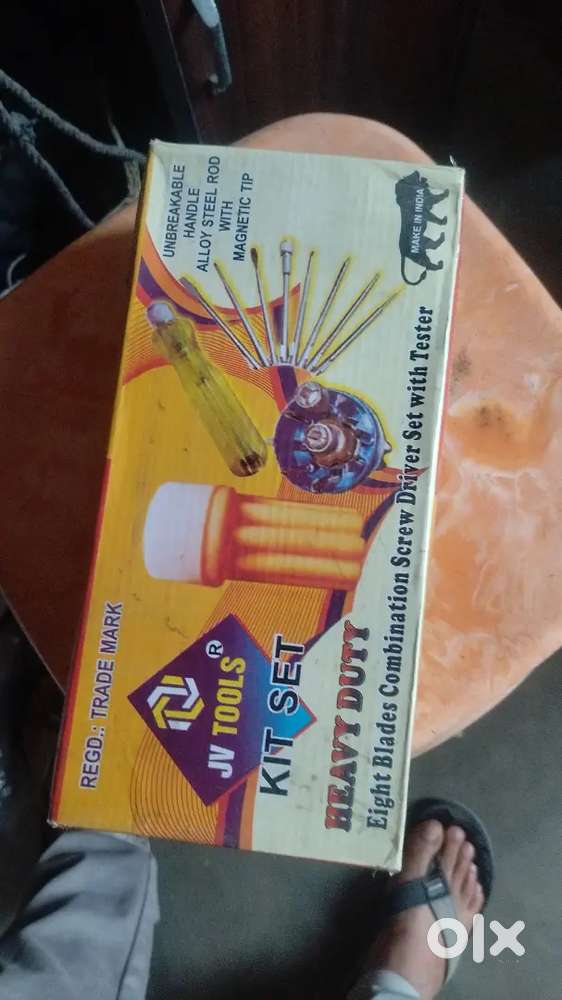 UNBREAKABLE
HANDLE
ALLOY STEEL ROD
WITH
MAGNETIC TIP
MAKE IN INDIA
REGD.: TRADE MARK
JV TOOLS®
KIT SET
HEAVY DUTY
Eight Blades Combination Screw Driver Set with Tester
olx